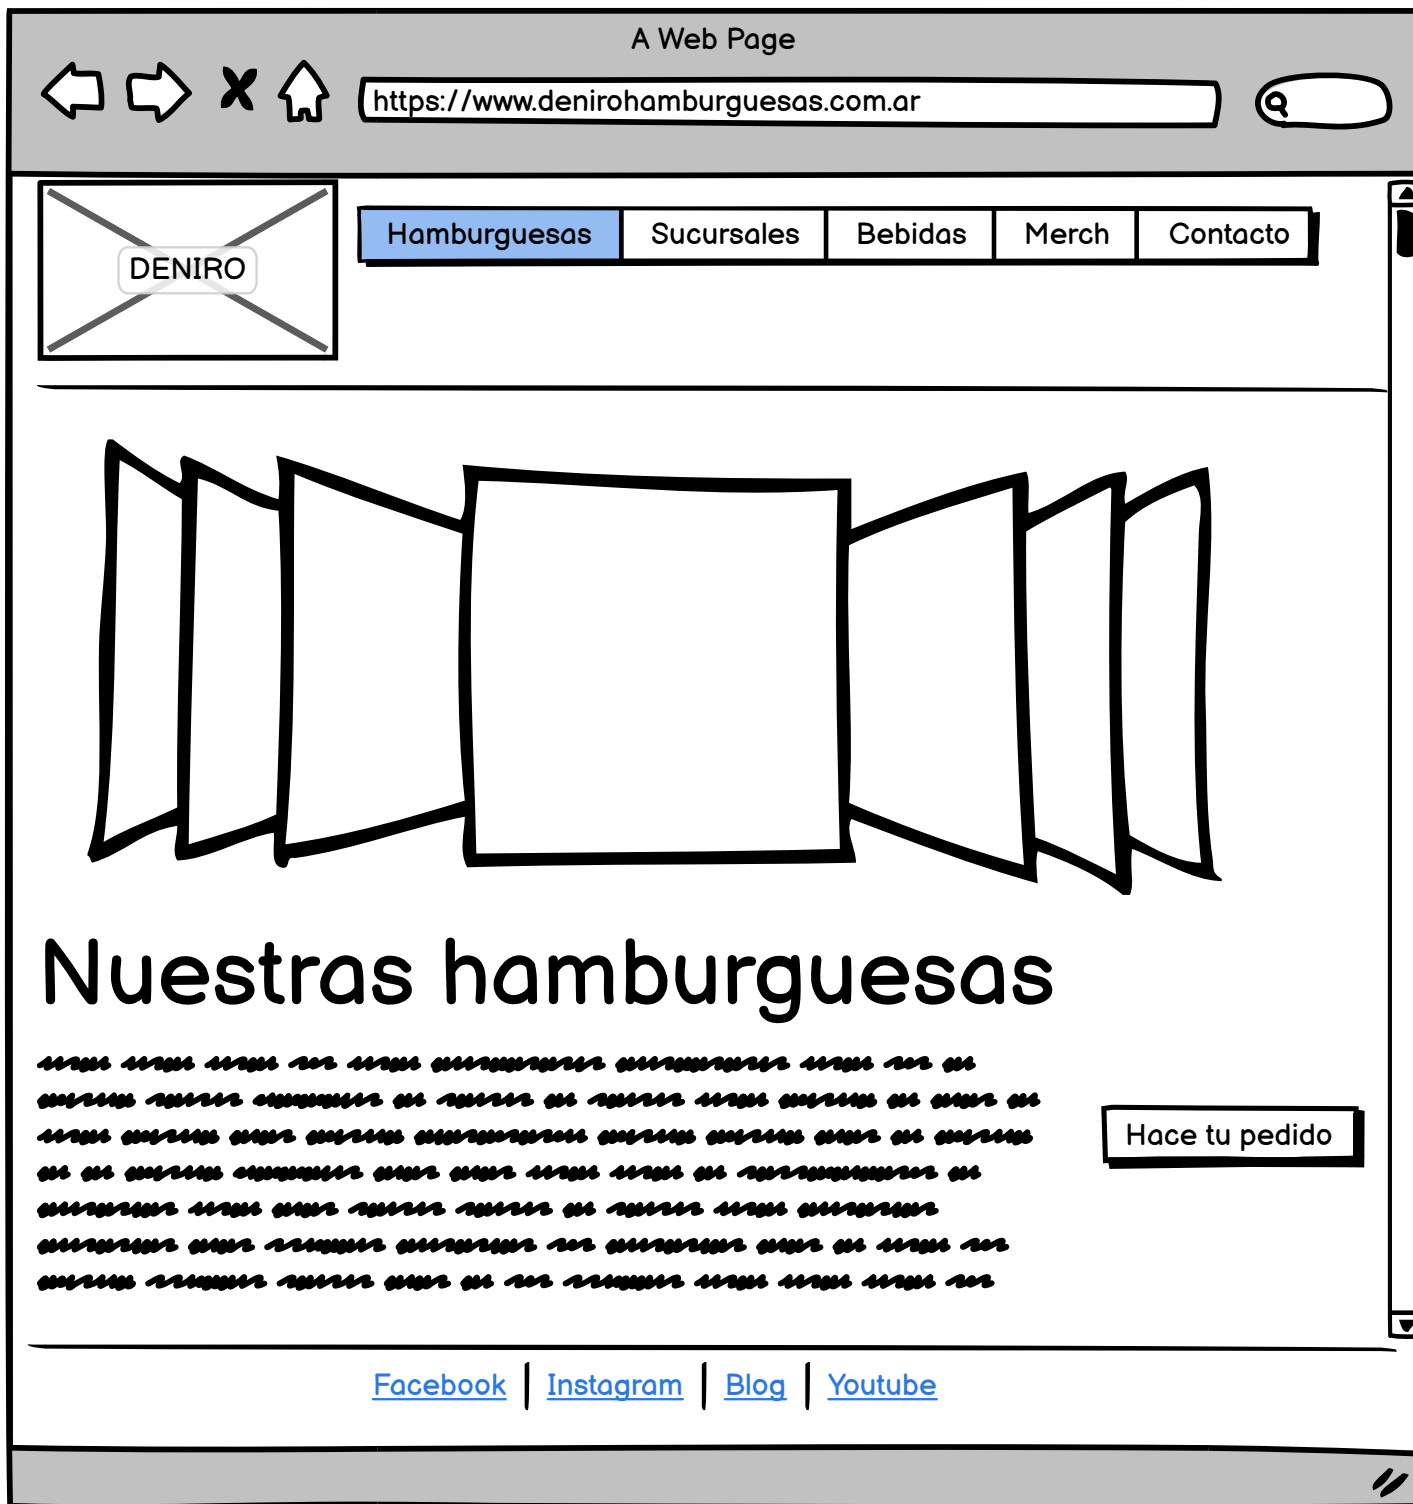 A Web Page
https://www.denirohamburguesas.com.ar
DENIRO
Hamburguesas Sucursales Bebidas Merch Contacto
Nuestras hamburguesas
Hace tu pedido
Facebook Instagram Blog Youtube